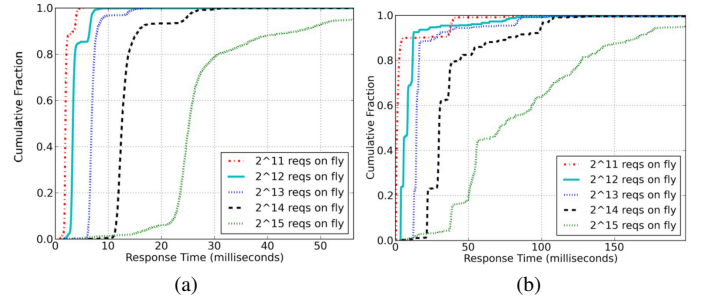 1.0
0.8
0.6
0.4
0.2
0.0
Cumulative Fraction
0 10 20 30 40 50
Response Time (milliseconds)
2^11 reqs on fly
2^12 reqs on fly
2^13 reqs on fly
2^14 reqs on fly
2^15 reqs on fly
(a)
1.0
0.8
0.6
0.4
0.2
0.0
Cumulative Fraction
0 50 100 150
Response Time (milliseconds)
2^11 reqs on fly
2^12 reqs on fly
2^13 reqs on fly
2^14 reqs on fly
2^15 reqs on fly
(b)